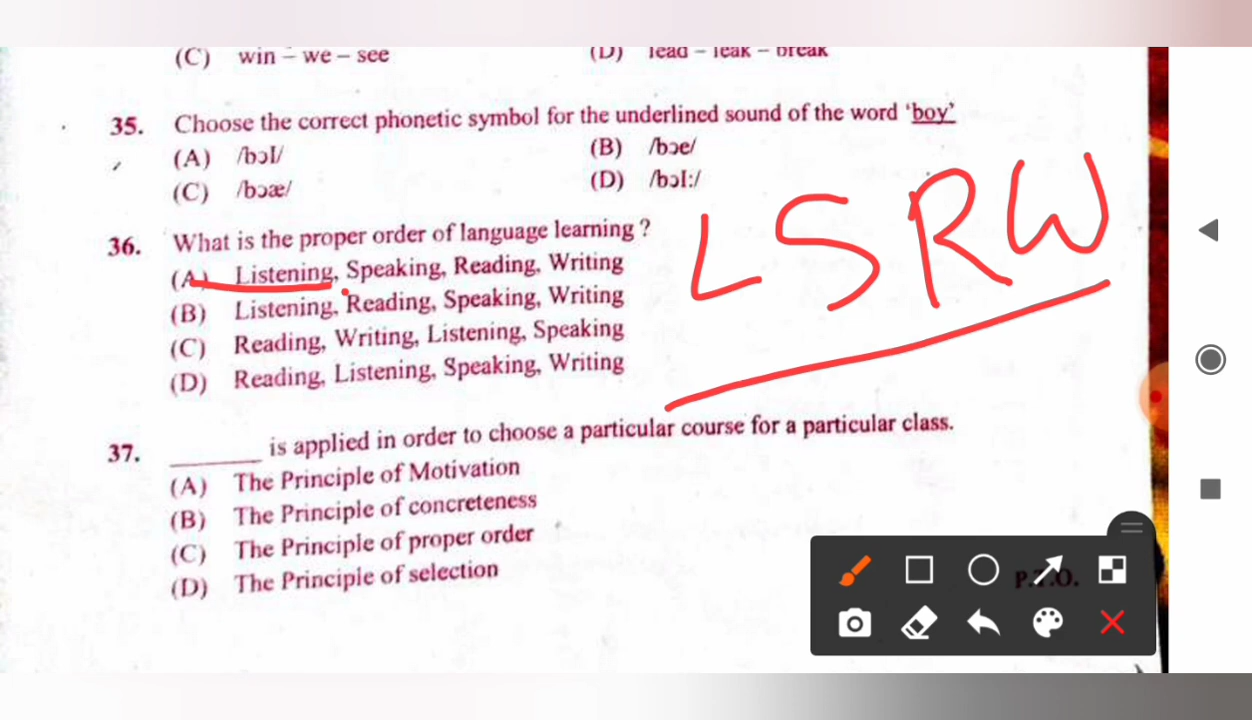 (C) win – we – see (D) lead – leak – break
35. Choose the correct phonetic symbol for the underlined sound of the word ‘boy’
(A) /bɔI/ (B) /bɔe/
(C) /bɔæ/ (D) /bɔI:/
36. What is the proper order of language learning ?
(A) Listening, Speaking, Reading, Writing
(B) Listening, Reading, Speaking, Writing
(C) Reading, Writing, Listening, Speaking
(D) Reading, Listening, Speaking, Writing
LSRW
37. ________ is applied in order to choose a particular course for a particular class.
(A) The Principle of Motivation
(B) The Principle of concreteness
(C) The Principle of proper order
(D) The Principle of selection
P.T.O.